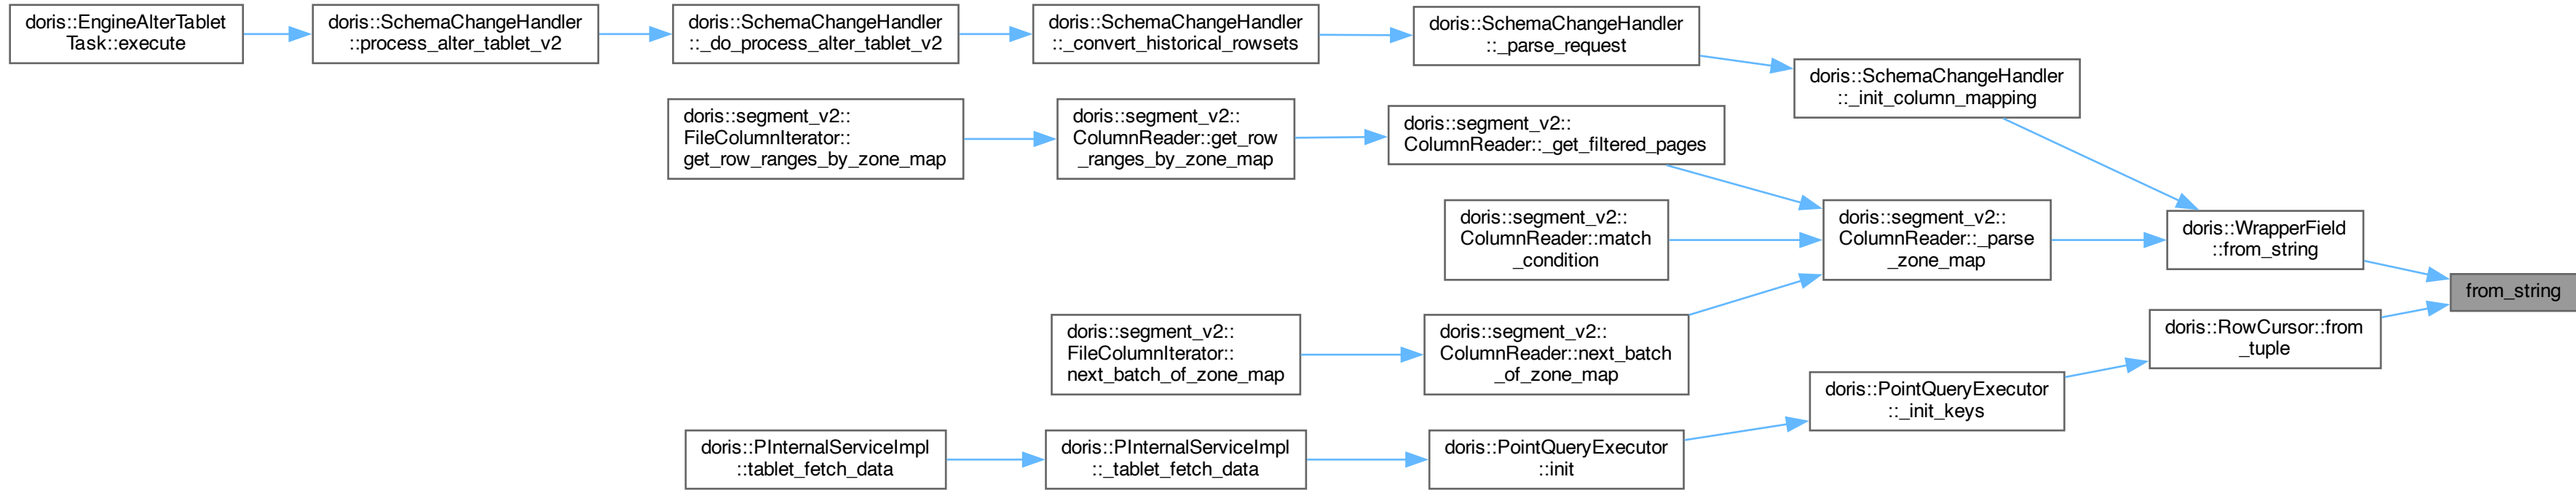 doris::EngineAlterTablet
Task::execute
doris::SchemaChangeHandler
::process_alter_tablet_v2
doris::SchemaChangeHandler
::_do_process_alter_tablet_v2
doris::SchemaChangeHandler
::_convert_historical_rowsets
doris::SchemaChangeHandler
::_parse_request
doris::SchemaChangeHandler
::_init_column_mapping
doris::segment_v2::
FileColumnIterator::
get_row_ranges_by_zone_map
doris::segment_v2::
ColumnReader::get_row
_ranges_by_zone_map
doris::segment_v2::
ColumnReader::_get_filtered_pages
doris::segment_v2::
ColumnReader::match
_condition
doris::segment_v2::
ColumnReader::_parse
_zone_map
doris::WrapperField
::from_string
from_string
doris::segment_v2::
FileColumnIterator::
next_batch_of_zone_map
doris::segment_v2::
ColumnReader::next_batch
_of_zone_map
doris::RowCursor::from
_tuple
doris::PointQueryExecutor
::_init_keys
doris::PInternalServiceImpl
::tablet_fetch_data
doris::PInternalServiceImpl
::_tablet_fetch_data
doris::PointQueryExecutor
::init